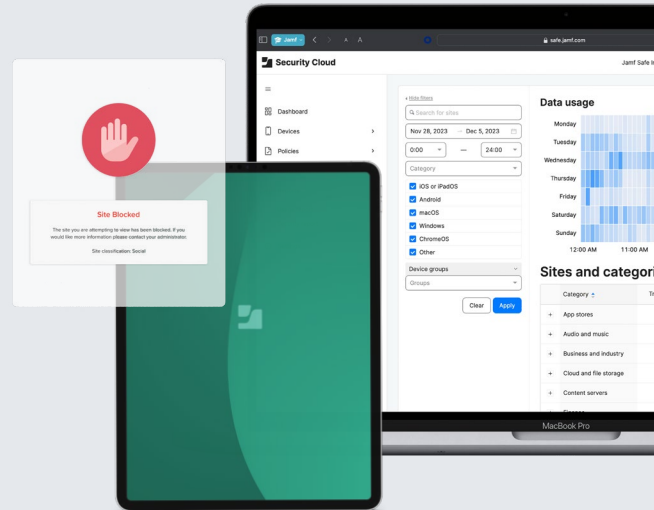 Jamf
safe.jamf.com
Security Cloud
Jamf Safe In
Dashboard
Devices
Policies
Hide filters
Search for sites
Nov 28, 2023 → Dec 5, 2023
0:00 — 24:00
Category
iOS or iPadOS
Android
macOS
Windows
ChromeOS
Other
Device groups
Groups
Clear Apply
Data usage
Monday
Tuesday
Wednesday
Thursday
Friday
Saturday
Sunday
12:00 AM 11:00 AM
Sites and categori
Category Tr
+ App stores
+ Audio and music
+ Business and industry
+ Cloud and file storage
+ Content servers
MacBook Pro
Site Blocked
The site you are attempting to view has been blocked. If you
would like more information please contact your administrator.
Site classification: Social